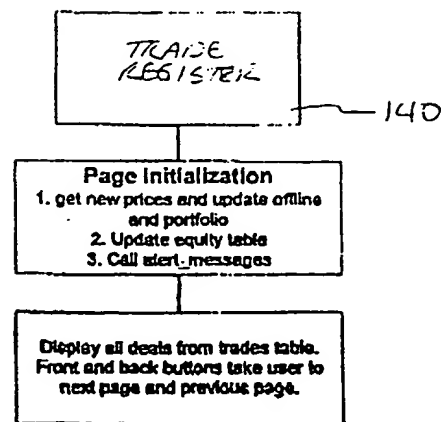 TRADE
REGISTER
140
Page Initialization
1. get new prices and update offline
and portfolio
2. Update equity table
3. Call alert_messages
Display all deals from trades table.
Front and back buttons take user to
next page and previous page.